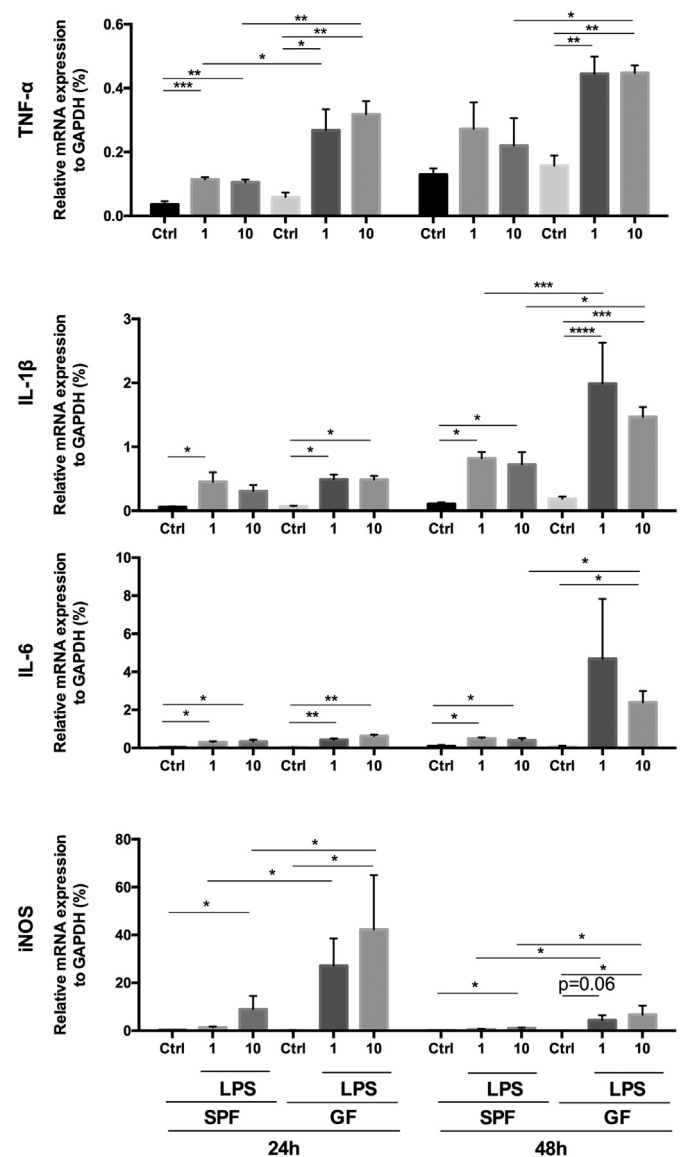 TNF-α
Relative mRNA expression
to GAPDH (%)
0.6
0.4
0.2
0.0
** ** *
* ** **
** * **
***
Ctrl 1 10 Ctrl 1 10 Ctrl 1 10 Ctrl 1 10
IL-1β
Relative mRNA expression
to GAPDH (%)
3
2
1
0
***
*
***
****
* *
* * *
Ctrl 1 10 Ctrl 1 10 Ctrl 1 10 Ctrl 1 10
IL-6
Relative mRNA expression
to GAPDH (%)
10
8
6
4
2
0
*
*
* ** *
* ** *
Ctrl 1 10 Ctrl 1 10 Ctrl 1 10 Ctrl 1 10
iNOS
Relative mRNA expression
to GAPDH (%)
80
60
40
20
0
*
*
*
* *
*
*
* p=0.06
Ctrl 1 10 Ctrl 1 10 Ctrl 1 10 Ctrl 1 10
LPS LPS LPS LPS
SPF GF SPF GF
24h 48h